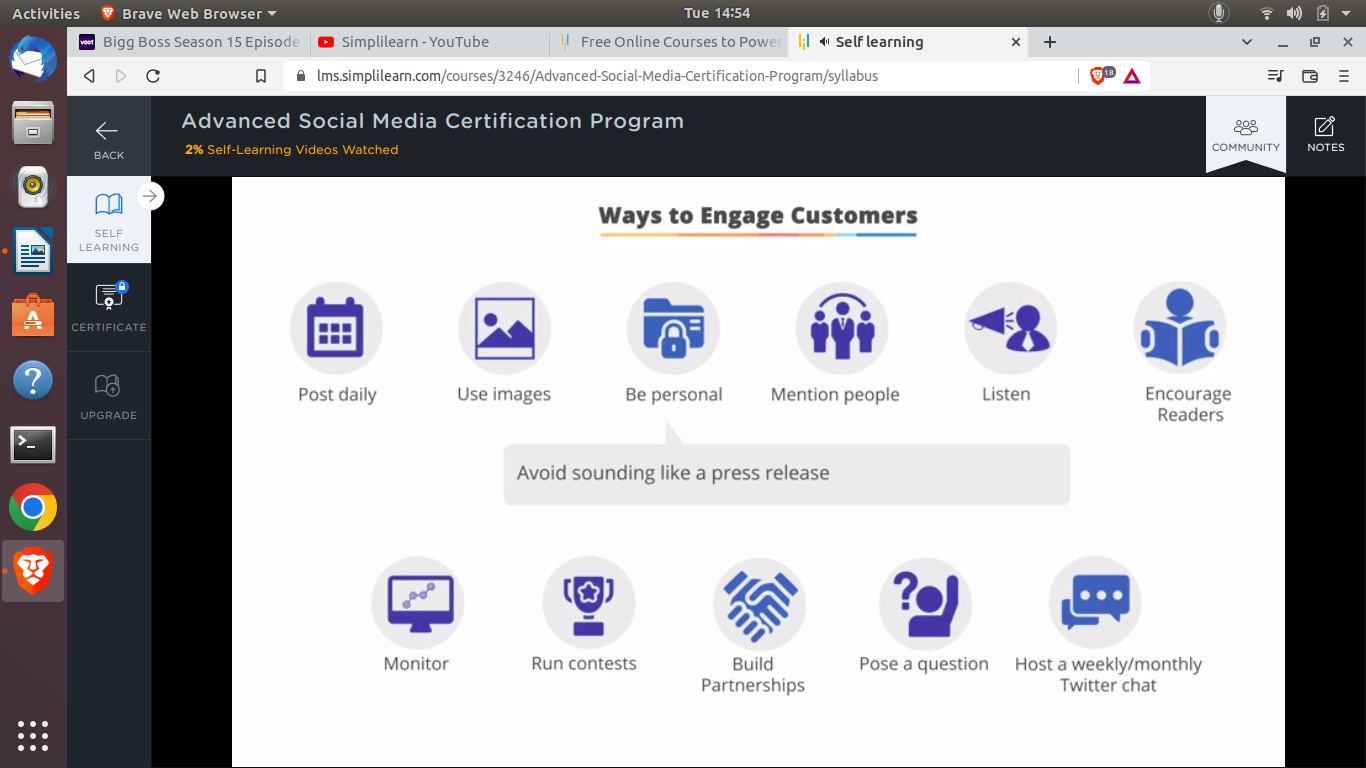 Activities
Brave Web Browser
Tue 14:54
voot
Bigg Boss Season 15 Episode
Simplilearn - YouTube
Free Online Courses to Power
Self learning
lms.simplilearn.com/courses/3246/Advanced-Social-Media-Certification-Program/syllabus
18
BACK
Advanced Social Media Certification Program
2% Self-Learning Videos Watched
COMMUNITY
NOTES
SELF
LEARNING
CERTIFICATE
UPGRADE
Ways to Engage Customers
Post daily
Use images
Be personal
Mention people
Listen
Encourage
Readers
Avoid sounding like a press release
Monitor
Run contests
Build
Partnerships
Pose a question
Host a weekly/monthly
Twitter chat